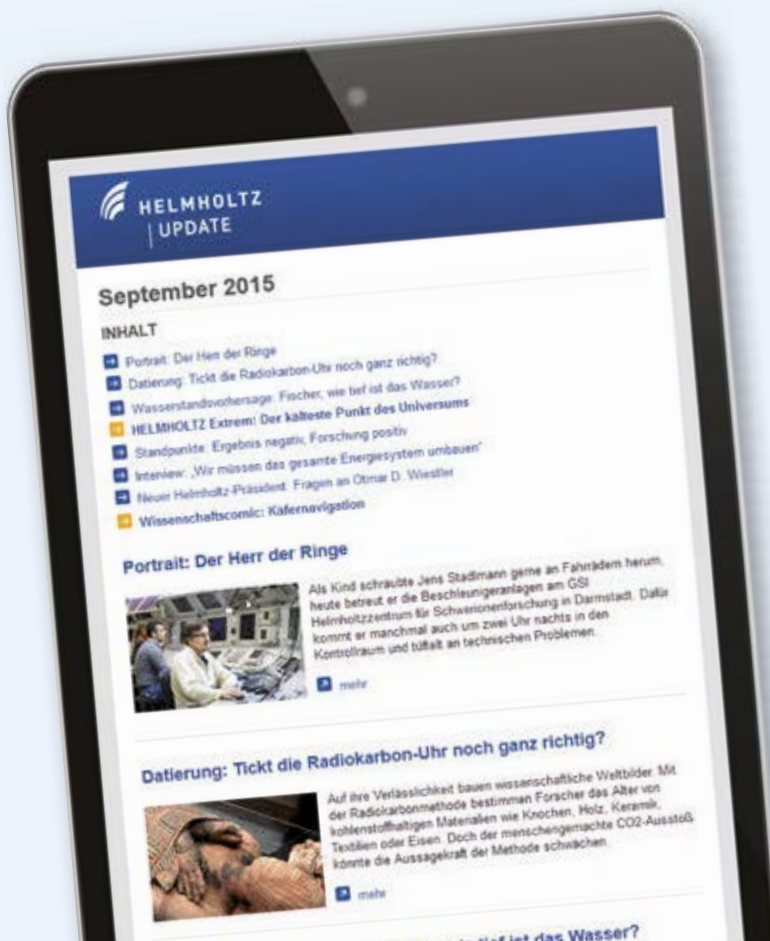 HELMHOLTZ
| UPDATE
September 2015
INHALT
Portrait: Der Herr der Ringe
Datierung: Tickt die Radiokarbon-Uhr noch ganz richtig?
Wasserstandsvorhersage: Fischer, wie tief ist das Wasser?
HELMHOLTZ Extrem: Der kälteste Punkt des Universums
Standpunkte: Ergebnis negativ, Forschung positiv
Interview: „Wir müssen das gesamte Energiesystem umbauen"
Neuer Helmholtz-Präsident: Fragen an Otmar D. Wiestler
Wissenschaftscomic: Käfernavigation
Portrait: Der Herr der Ringe
Als Kind schraubte Jens Stadlmann gerne an Fahrrädern herum,
heute betreut er die Beschleunigeranlagen am GSI
Helmholtzzentrum für Schwerionenforschung in Darmstadt. Dafür
kommt er manchmal auch um zwei Uhr nachts in den
Kontrollraum und tüftelt an technischen Problemen.
mehr
Datierung: Tickt die Radiokarbon-Uhr noch ganz richtig?
Auf ihre Verlässlichkeit bauen wissenschaftliche Weltbilder. Mit
der Radiokarbonmethode bestimmen Forscher das Alter von
kohlenstoffhaltigen Materialien wie Knochen, Holz, Keramik,
Textilien oder Eisen. Doch der menschengemachte CO2-Ausstoß
könnte die Aussagekraft der Methode schwächen.
mehr
tief ist das Wasser?